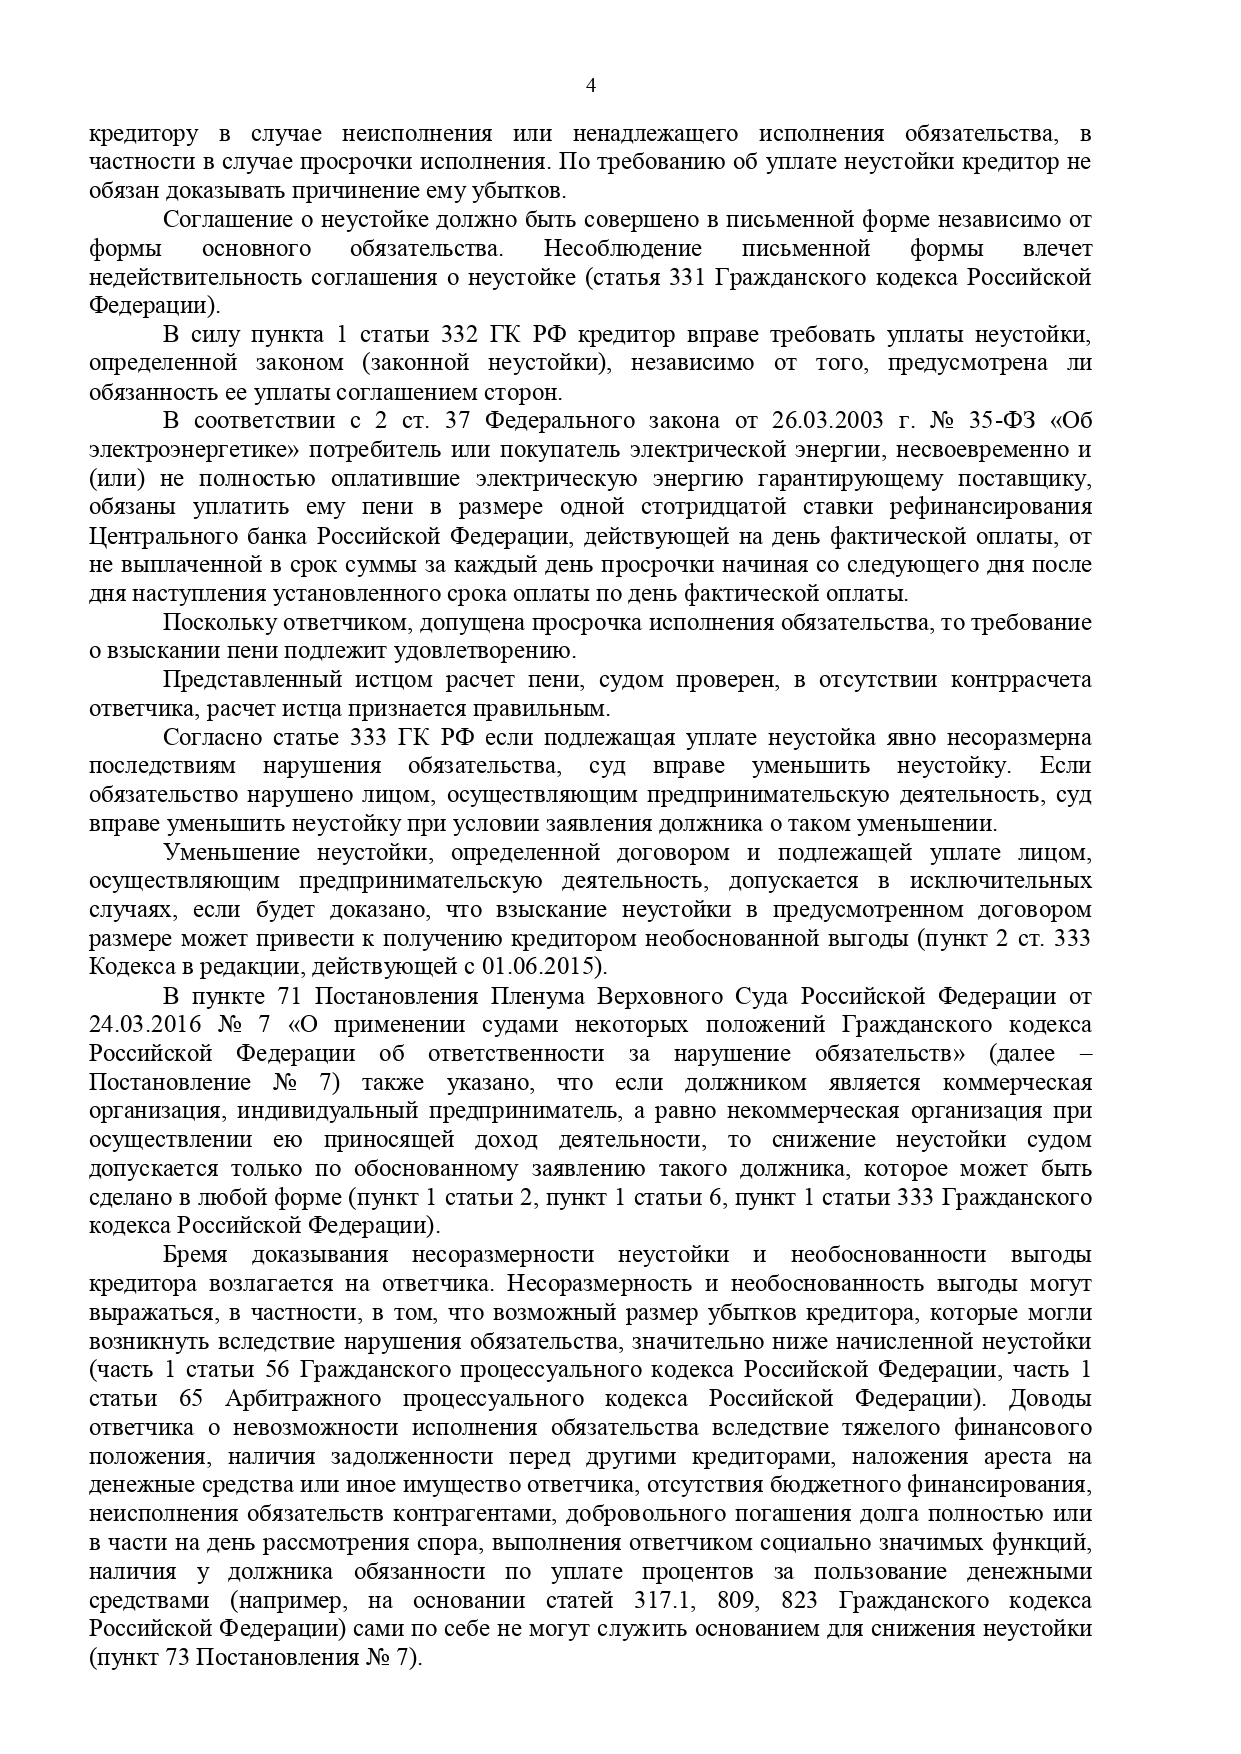 4
кредитору в случае неисполнения или ненадлежащего исполнения обязательства, в
частности в случае просрочки исполнения. По требованию об уплате неустойки кредитор не
обязан доказывать причинение ему убытков.
Соглашение о неустойке должно быть совершено в письменной форме независимо от
формы основного обязательства. Несоблюдение письменной формы влечет
недействительность соглашения о неустойке (статья 331 Гражданского кодекса Российской
Федерации).
В силу пункта 1 статьи 332 ГК РФ кредитор вправе требовать уплаты неустойки,
определенной законом (законной неустойки), независимо от того, предусмотрена ли
обязанность ее уплаты соглашением сторон.
В соответствии с 2 ст. 37 Федерального закона от 26.03.2003 г. № 35-ФЗ «Об
электроэнергетике» потребитель или покупатель электрической энергии, несвоевременно и
(или) не полностью оплатившие электрическую энергию гарантирующему поставщику,
обязаны уплатить ему пени в размере одной стотридцатой ставки рефинансирования
Центрального банка Российской Федерации, действующей на день фактической оплаты, от
не выплаченной в срок суммы за каждый день просрочки начиная со следующего дня после
дня наступления установленного срока оплаты по день фактической оплаты.
Поскольку ответчиком, допущена просрочка исполнения обязательства, то требование
о взыскании пени подлежит удовлетворению.
Представленный истцом расчет пени, судом проверен, в отсутствии контррасчета
ответчика, расчет истца признается правильным.
Согласно статье 333 ГК РФ если подлежащая уплате неустойка явно несоразмерна
последствиям нарушения обязательства, суд вправе уменьшить неустойку. Если
обязательство нарушено лицом, осуществляющим предпринимательскую деятельность, суд
вправе уменьшить неустойку при условии заявления должника о таком уменьшении.
Уменьшение неустойки, определенной договором и подлежащей уплате лицом,
осуществляющим предпринимательскую деятельность, допускается в исключительных
случаях, если будет доказано, что взыскание неустойки в предусмотренном договором
размере может привести к получению кредитором необоснованной выгоды (пункт 2 ст. 333
Кодекса в редакции, действующей с 01.06.2015).
В пункте 71 Постановления Пленума Верховного Суда Российской Федерации от
24.03.2016 № 7 «О применении судами некоторых положений Гражданского кодекса
Российской Федерации об ответственности за нарушение обязательств» (далее –
Постановление № 7) также указано, что если должником является коммерческая
организация, индивидуальный предприниматель, а равно некоммерческая организация при
осуществлении ею приносящей доход деятельности, то снижение неустойки судом
допускается только по обоснованному заявлению такого должника, которое может быть
сделано в любой форме (пункт 1 статьи 2, пункт 1 статьи 6, пункт 1 статьи 333 Гражданского
кодекса Российской Федерации).
Бремя доказывания несоразмерности неустойки и необоснованности выгоды
кредитора возлагается на ответчика. Несоразмерность и необоснованность выгоды могут
выражаться, в частности, в том, что возможный размер убытков кредитора, которые могли
возникнуть вследствие нарушения обязательства, значительно ниже начисленной неустойки
(часть 1 статьи 56 Гражданского процессуального кодекса Российской Федерации, часть 1
статьи 65 Арбитражного процессуального кодекса Российской Федерации). Доводы
ответчика о невозможности исполнения обязательства вследствие тяжелого финансового
положения, наличия задолженности перед другими кредиторами, наложения ареста на
денежные средства или иное имущество ответчика, отсутствия бюджетного финансирования,
неисполнения обязательств контрагентами, добровольного погашения долга полностью или
в части на день рассмотрения спора, выполнения ответчиком социально значимых функций,
наличия у должника обязанности по уплате процентов за пользование денежными
средствами (например, на основании статей 317.1, 809, 823 Гражданского кодекса
Российской Федерации) сами по себе не могут служить основанием для снижения неустойки
(пункт 73 Постановления № 7).